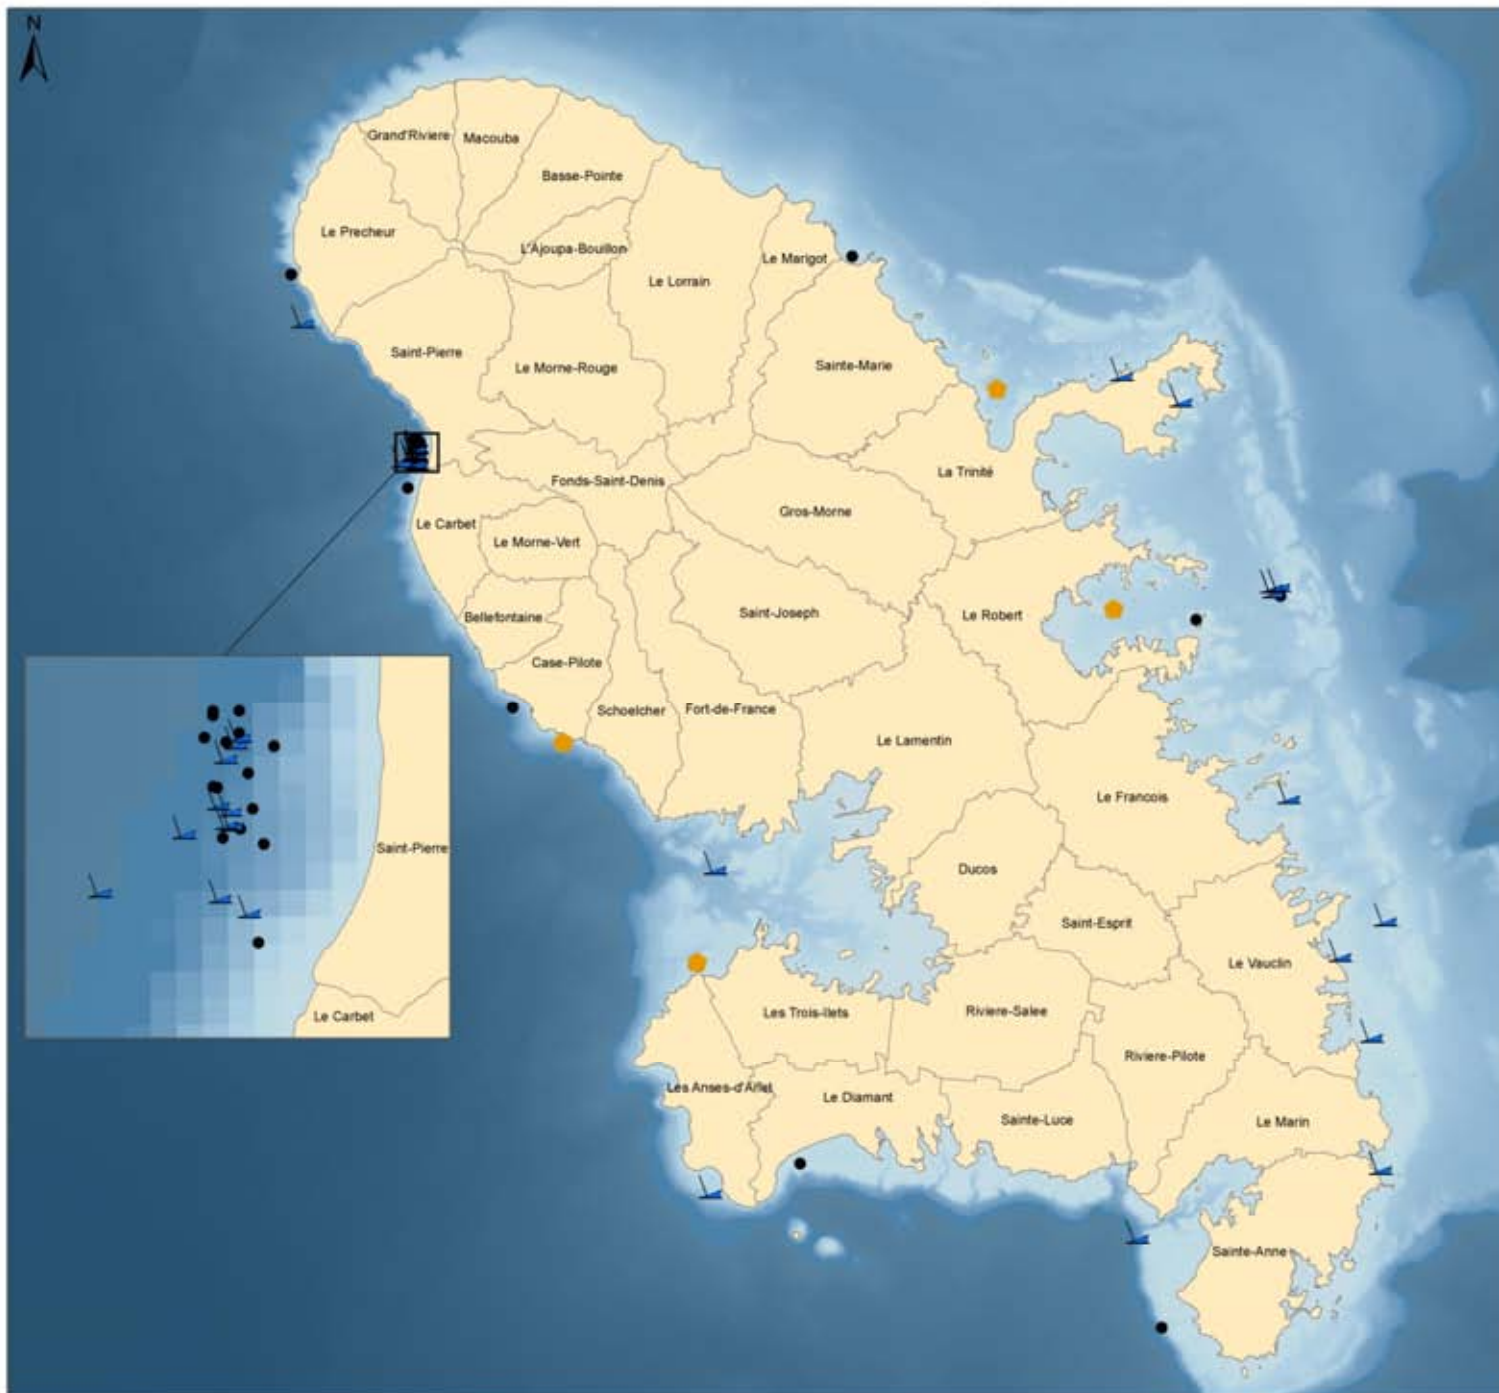 N
Grand'Riviere
Macouba
Basse-Pointe
Le Precheur
L'Ajoupa-Bouillon
Le Marigot
Le Lorrain
Saint-Pierre
Le Morne-Rouge
Sainte-Marie
La Trinité
Fonds-Saint-Denis
Gros-Morne
Le Carbet
Le Morne-Vert
Bellefontaine
Saint-Joseph
Le Robert
Case-Pilote
Schoelcher
Fort-de-France
Le Lamentin
Le Francois
Saint-Pierre
Le Carbet
Ducos
Saint-Esprit
Le Vauclin
Les Trois-Ilets
Riviere-Salee
Riviere-Pilote
Les Anses-d'Arlet
Le Diamant
Sainte-Luce
Le Marin
Sainte-Anne